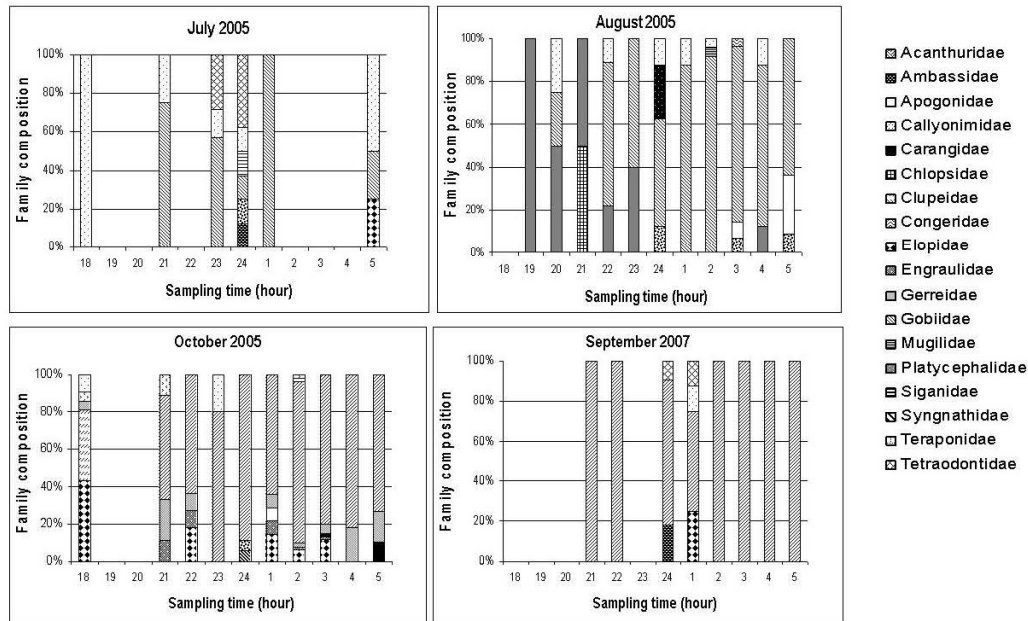 July 2005
Family composition
100%
80%
60%
40%
20%
0%
18 19 20 21 22 23 24 1 2 3 4 5
Sampling time (hour)
August 2005
Family composition
100%
80%
60%
40%
20%
0%
18 19 20 21 22 23 24 1 2 3 4 5
Sampling time (hour)
October 2005
Family composition
100%
80%
60%
40%
20%
0%
18 19 20 21 22 23 24 1 2 3 4 5
Sampling time (hour)
September 2007
Family composition
100%
80%
60%
40%
20%
0%
18 19 20 21 22 23 24 1 2 3 4 5
Sampling time (hour)
Acanthuridae
Ambassidae
Apogonidae
Callyonimidae
Carangidae
Chlopsidae
Clupeidae
Congeridae
Elopidae
Engraulidae
Gerreidae
Gobiidae
Mugilidae
Platycephalidae
Siganidae
Syngnathidae
Teraponidae
Tetraodontidae